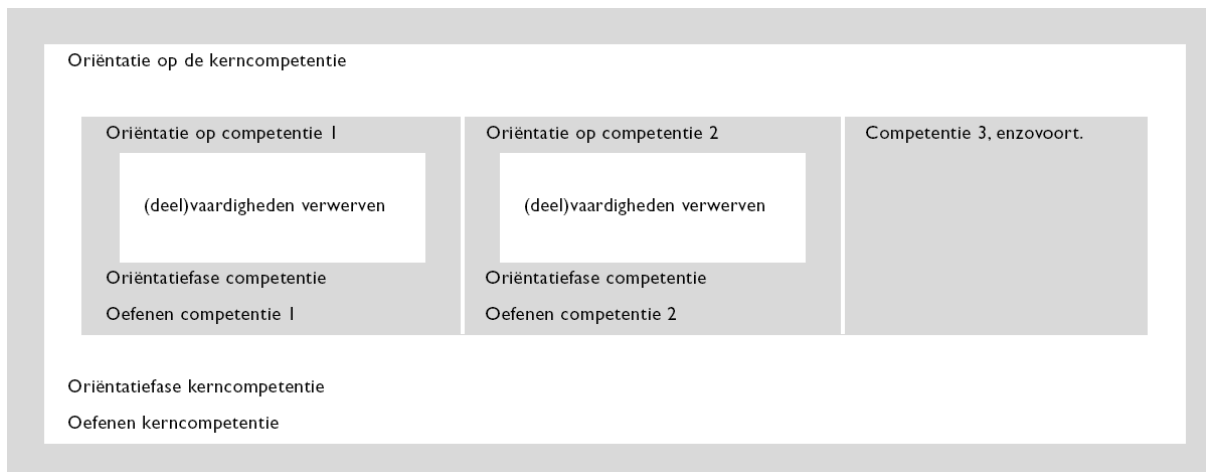 Oriëntatie op de kerncompetentie
Oriëntatie op competentie 1
(deel)vaardigheden verwerven
Oriëntatiefase competentie
Oefenen competentie 1
Oriëntatie op competentie 2
(deel)vaardigheden verwerven
Oriëntatiefase competentie
Oefenen competentie 2
Competentie 3, enzovoort.
Oriëntatiefase kerncompetentie
Oefenen kerncompetentie